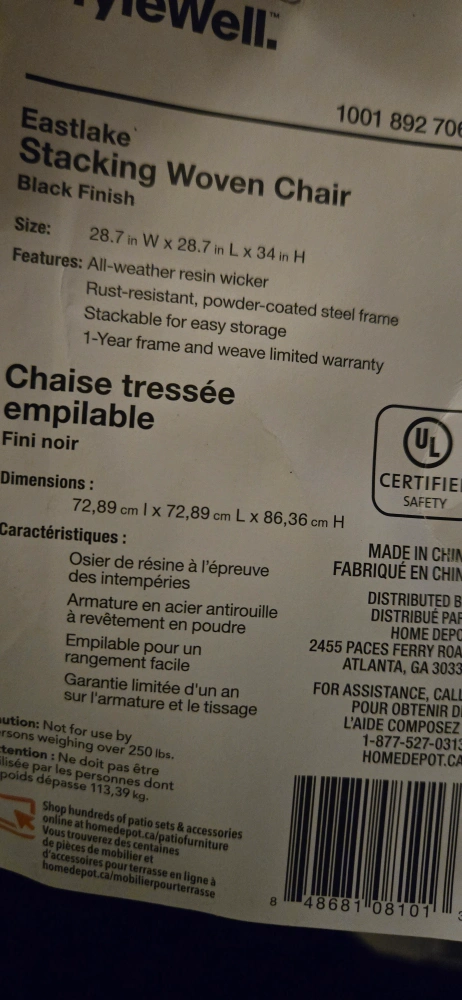 yleWell.™
1001 892 706
Eastlake
Stacking Woven Chair
Black Finish
Size: 28.7 in W x 28.7 in L x 34 in H
Features: All-weather resin wicker
Rust-resistant, powder-coated steel frame
Stackable for easy storage
1-Year frame and weave limited warranty
Chaise tressée
empilable
Fini noir
Dimensions :
72,89 cm l x 72,89 cm L x 86,36 cm H
Caractéristiques :
Osier de résine à l'épreuve
des intempéries
Armature en acier antirouille
à revêtement en poudre
Empilable pour un
rangement facile
Garantie limitée d'un an
sur l'armature et le tissage
ution: Not for use by
rsons weighing over 250 lbs.
tention : Ne doit pas être
ilisée par les personnes dont
poids dépasse 113,39 kg.
Shop hundreds of patio sets & accessories
online at homedepot.ca/patiofurniture
Vous trouverez des centaines
de pièces de mobilier et
d'accessoires pour terrasse en ligne à
homedepot.ca/mobilierpourterrasse
UL
CERTIFIE
SAFETY
MADE IN CHIN
FABRIQUÉ EN CHIN
DISTRIBUTED B
DISTRIBUÉ PAR
HOME DEPO
2455 PACES FERRY ROA
ATLANTA, GA 3033
FOR ASSISTANCE, CALL
POUR OBTENIR D
L'AIDE COMPOSEZ
1-877-527-0313
HOMEDEPOT.CA
8 48681 08101